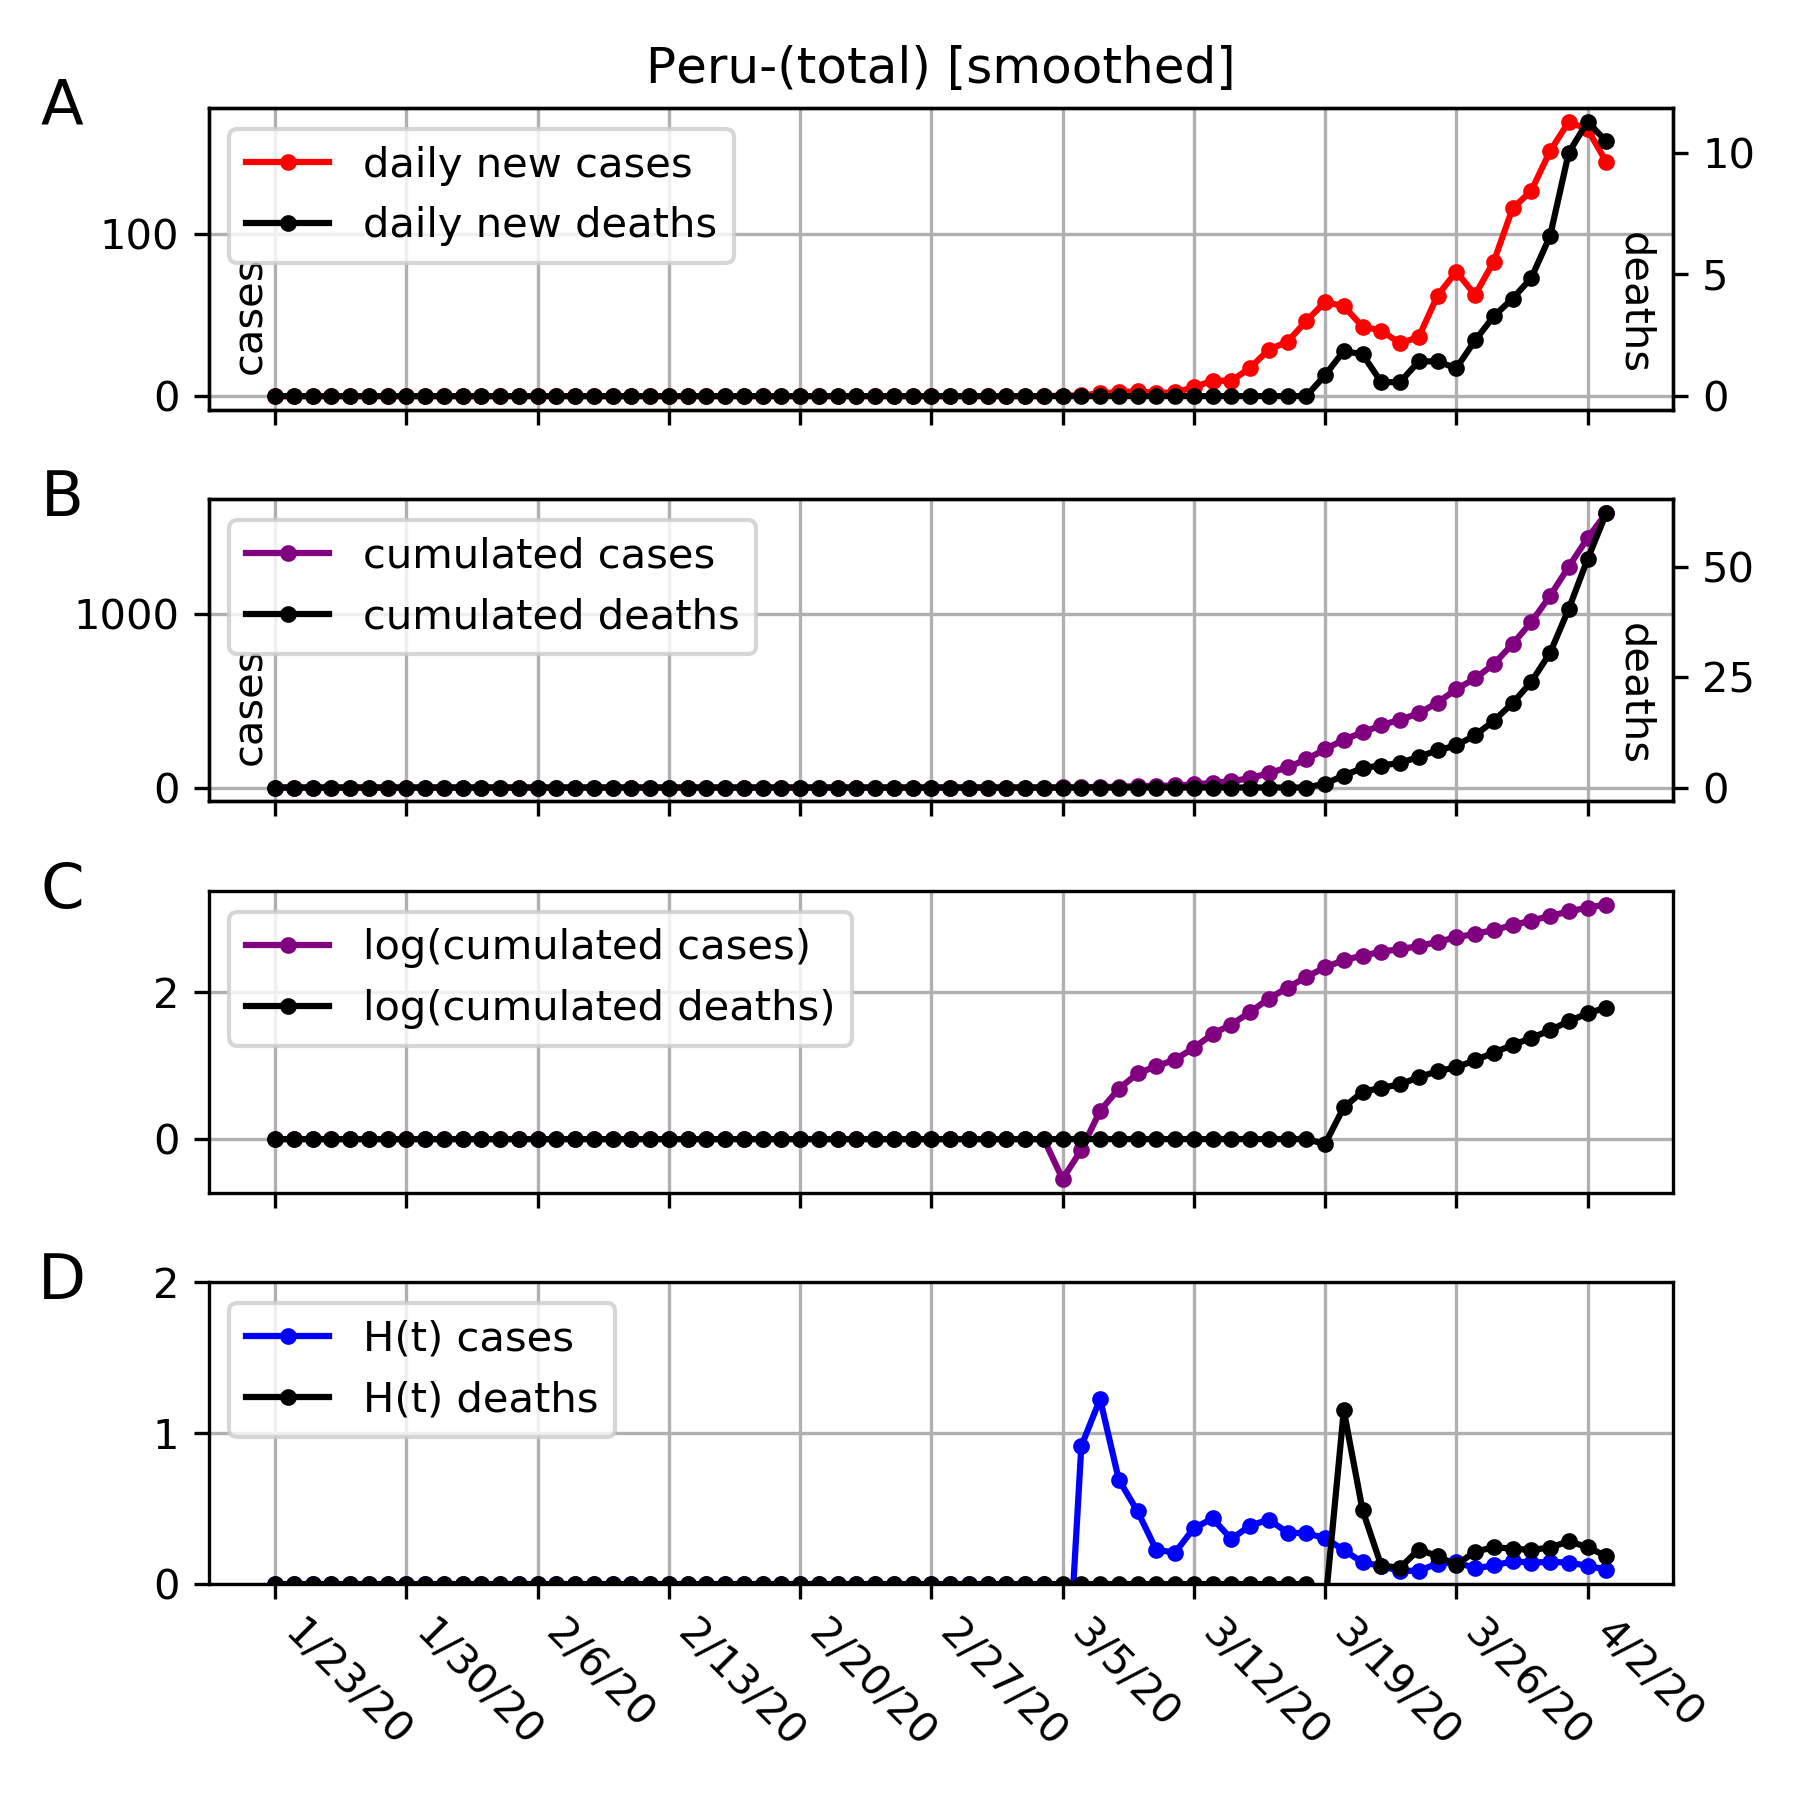 Peru-(total) [smoothed]
A
daily new cases
daily new deaths
100
0
cases
10
5
0
deaths
B
cumulated cases
cumulated deaths
1000
0
cases
50
25
0
deaths
C
log(cumulated cases)
log(cumulated deaths)
2
0
D
H(t) cases
H(t) deaths
2
1
0
1/23/20
1/30/20
2/6/20
2/13/20
2/20/20
2/27/20
3/5/20
3/12/20
3/19/20
3/26/20
4/2/20